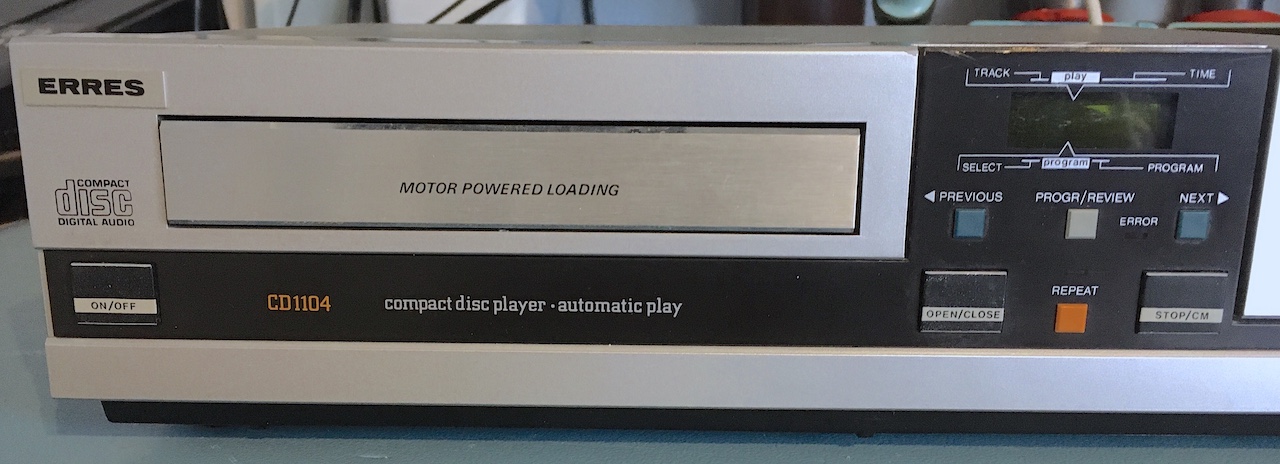 ERRES
COMPACT
disc
DIGITAL AUDIO
MOTOR POWERED LOADING
ON/OFF
CD1104
compact disc player · automatic play
TRACK play TIME
SELECT program PROGRAM
◀ PREVIOUS PROGR/REVIEW NEXT ▶
ERROR
REPEAT
OPEN/CLOSE
STOP/CM